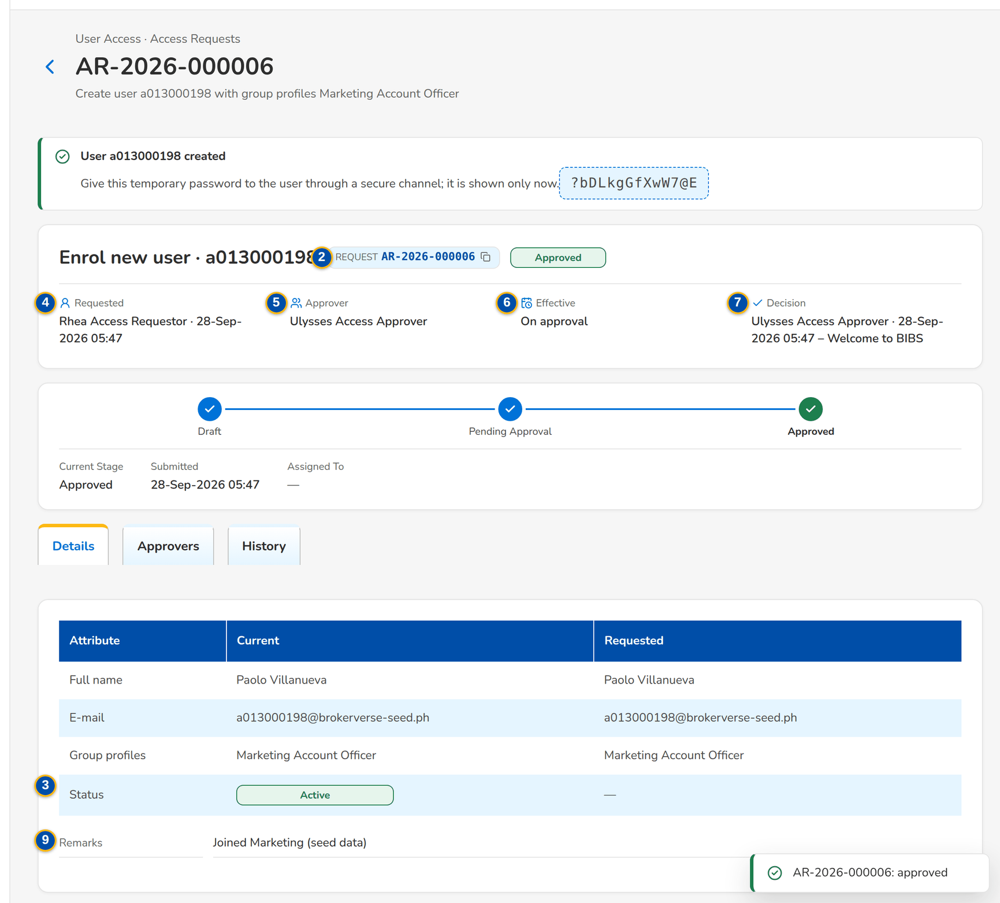 User Access · Access Requests
AR-2026-000006
Create user a013000198 with group profiles Marketing Account Officer
User a013000198 created
Give this temporary password to the user through a secure channel; it is shown only now. ?bDLkgGfXwW7@E
Enrol new user · a013000198 2 REQUEST AR-2026-000006 Approved
4 Requested 5 Approver 6 Effective 7 Decision
Rhea Access Requestor · 28-Sep- Ulysses Access Approver On approval Ulysses Access Approver · 28-Sep-
2026 05:47 2026 05:47 – Welcome to BIBS
Draft Pending Approval Approved
Current Stage Submitted Assigned To
Approved 28-Sep-2026 05:47 —
Details Approvers History
Attribute Current Requested
Full name Paolo Villanueva Paolo Villanueva
E-mail a013000198@brokerverse-seed.ph a013000198@brokerverse-seed.ph
Group profiles Marketing Account Officer Marketing Account Officer
3 Status Active —
9 Remarks Joined Marketing (seed data)
AR-2026-000006: approved